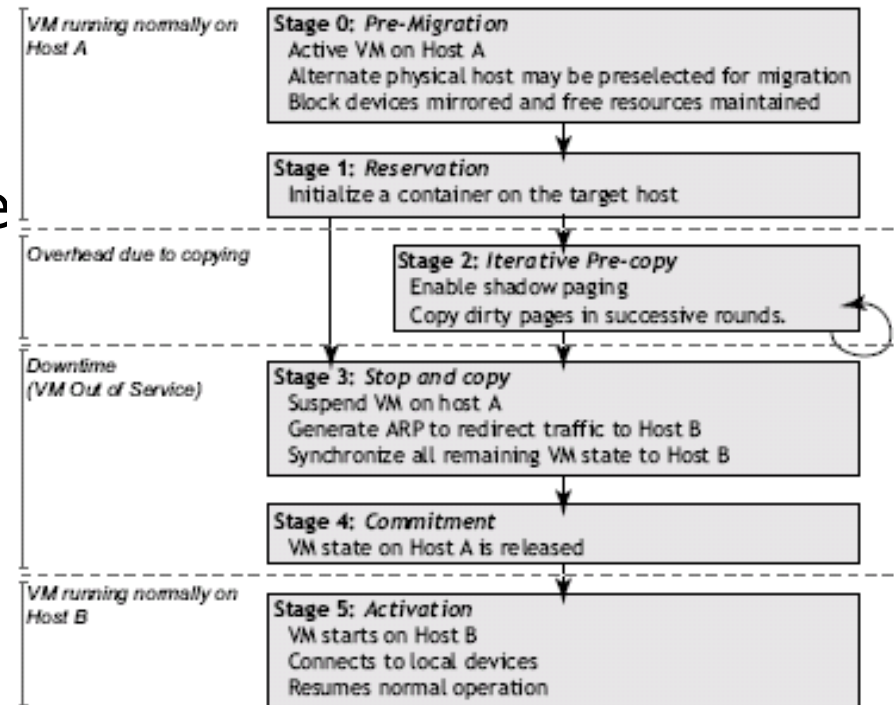 VM running normally on
Host A
Stage 0: Pre-Migration
Active VM on Host A
Alternate physical host may be preselected for migration
Block devices mirrored and free resources maintained
Stage 1: Reservation
Initialize a container on the target host
e
Overhead due to copying
Stage 2: Iterative Pre-copy
Enable shadow paging
Copy dirty pages in successive rounds.
Downtime
(VM Out of Service)
Stage 3: Stop and copy
Suspend VM on host A
Generate ARP to redirect traffic to Host B
Synchronize all remaining VM state to Host B
Stage 4: Commitment
VM state on Host A is released
VM running normally on
Host B
Stage 5: Activation
VM starts on Host B
Connects to local devices
Resumes normal operation